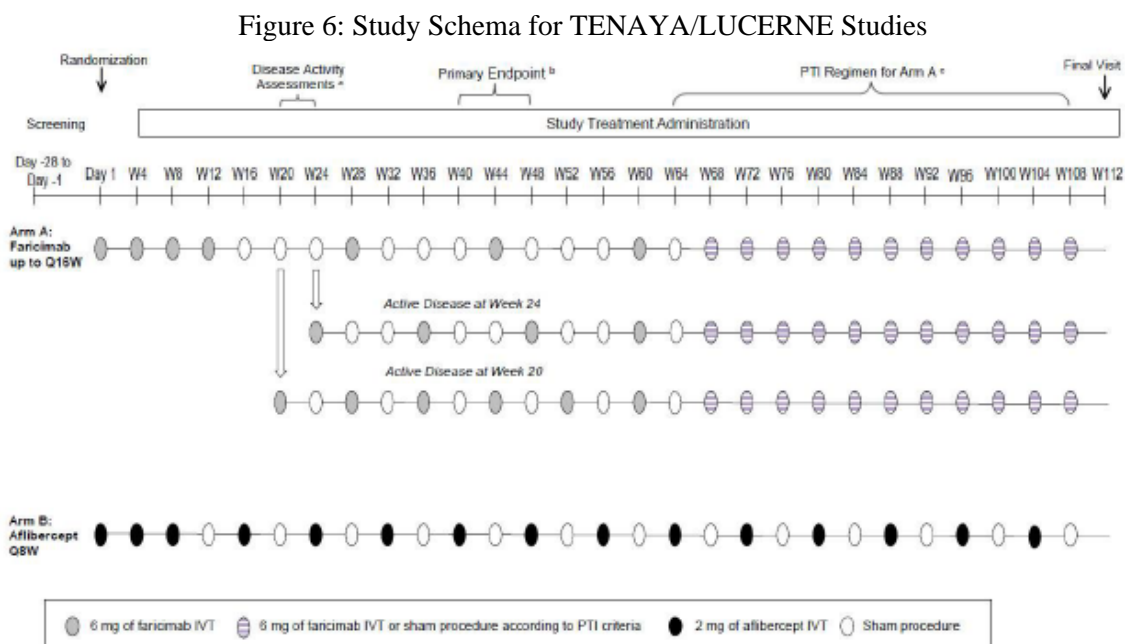 Figure 6: Study Schema for TENAYA/LUCERNE Studies
Randomization
Disease Activity
Assessments a
Primary Endpoint b
PTI Regimen for Arm A c
Final Visit
Screening
Study Treatment Administration
Day -28 to
Day -1
Day 1 W4 W8 W12 W16 W20 W24 W28 W32 W36 W40 W44 W48 W52 W56 W60 W64 W68 W72 W76 W80 W84 W88 W92 W96 W100 W104 W108 W112
Arm A:
Faricimab
up to Q16W
Active Disease at Week 24
Active Disease at Week 20
Arm B:
Aflibercept
Q8W
6 mg of faricimab IVT 6 mg of faricimab IVT or sham procedure according to PTI criteria 2 mg of aflibercept IVT Sham procedure